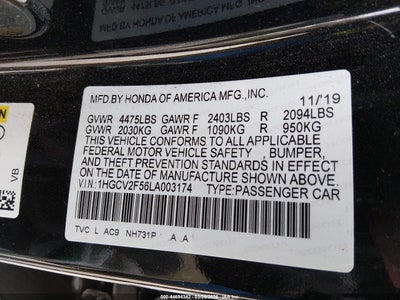 MFD.BY HONDA OF AMERICA MFG.,INC. 11/'19
GVWR 4475LBS GAWR F 2403LBS R 2094LBS
GVWR 2030KG GAWR F 1090KG R 950KG
THIS VEHICLE CONFORMS TO ALL APPLICABLE
FEDERAL MOTOR VEHICLE SAFETY, BUMPER,
AND THEFT PREVENTION STANDARDS IN EFFECT
ON THE DATE OF MANUFACTURE SHOWN ABOVE.
VIN:1HGCV2F56LA003174 TYPE:PASSENGER CAR
TVC L AC9 NH731P A A
VB